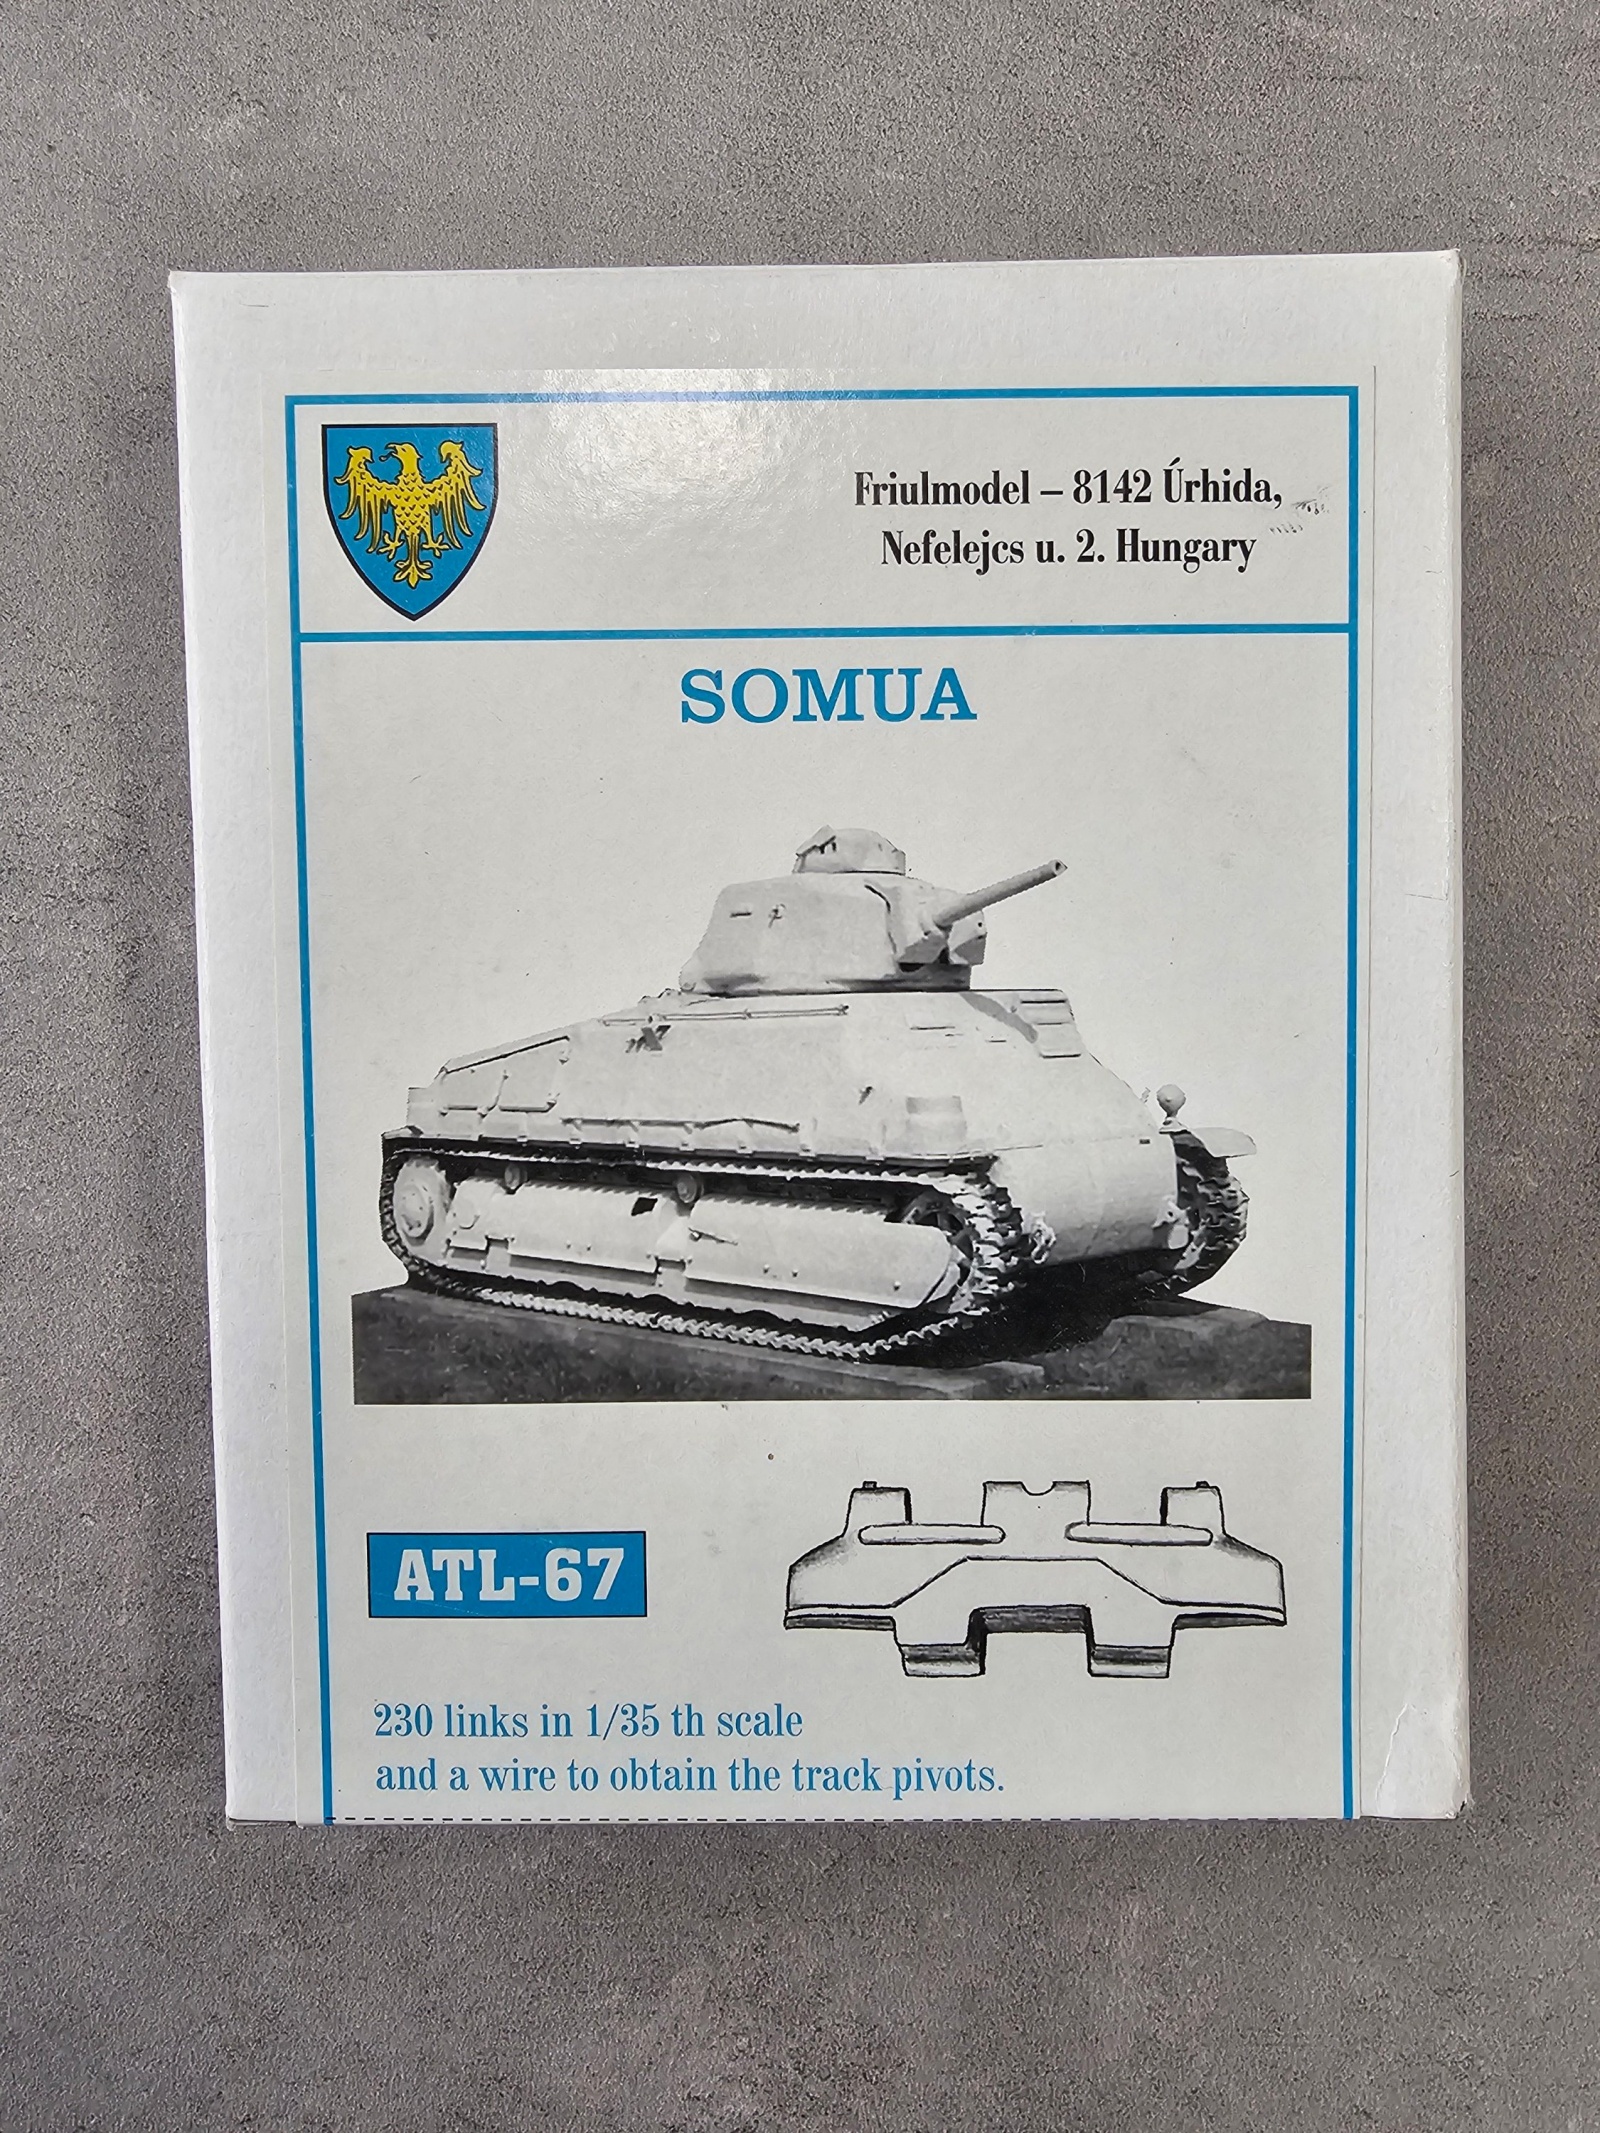 Friulmodel – 8142 Úrhida,
Nefelejcs u. 2. Hungary
SOMUA
ATL-67
230 links in 1/35 th scale
and a wire to obtain the track pivots.